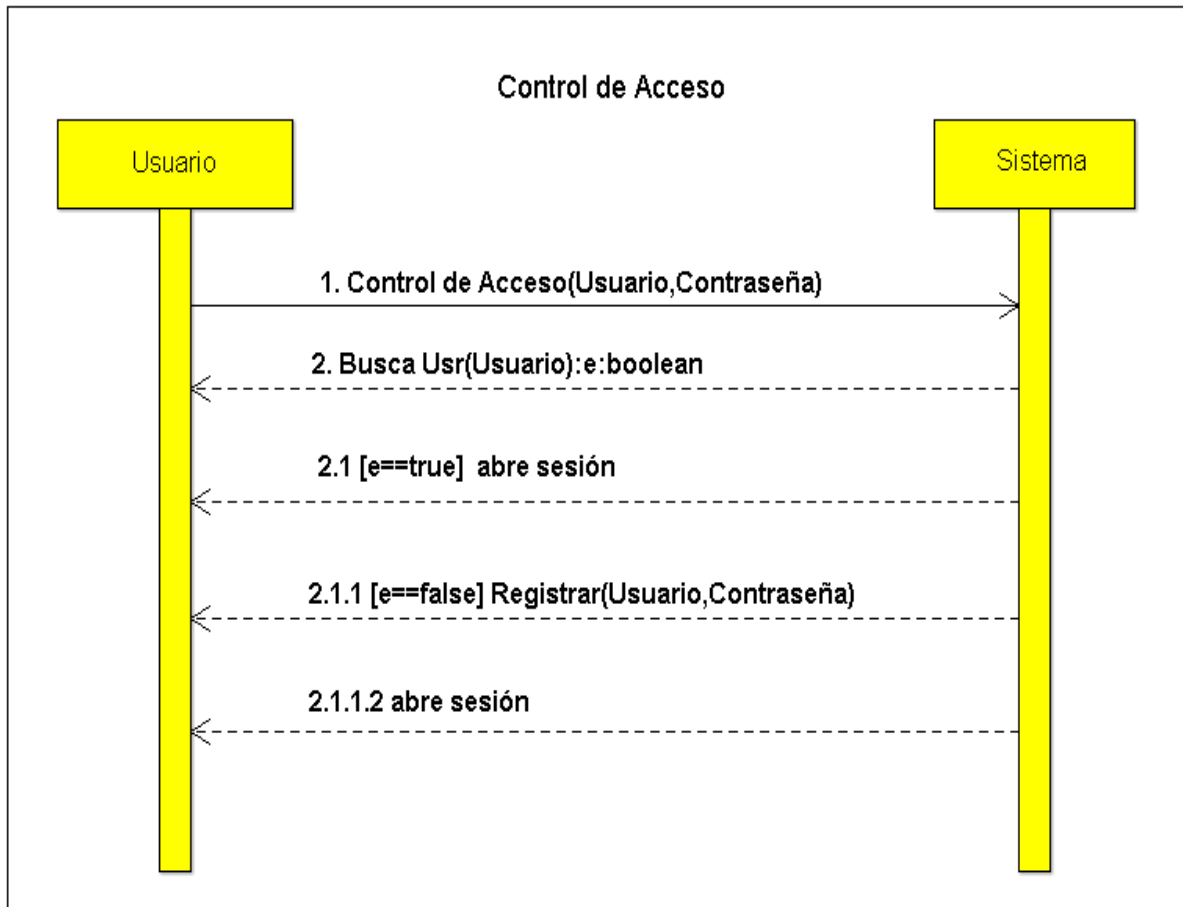 Control de Acceso
Usuario
Sistema
1. Control de Acceso(Usuario,Contraseña)
2. Busca Usr(Usuario):e:boolean
2.1 [e==true]  abre sesión
2.1.1 [e==false] Registrar(Usuario,Contraseña)
2.1.1.2 abre sesión